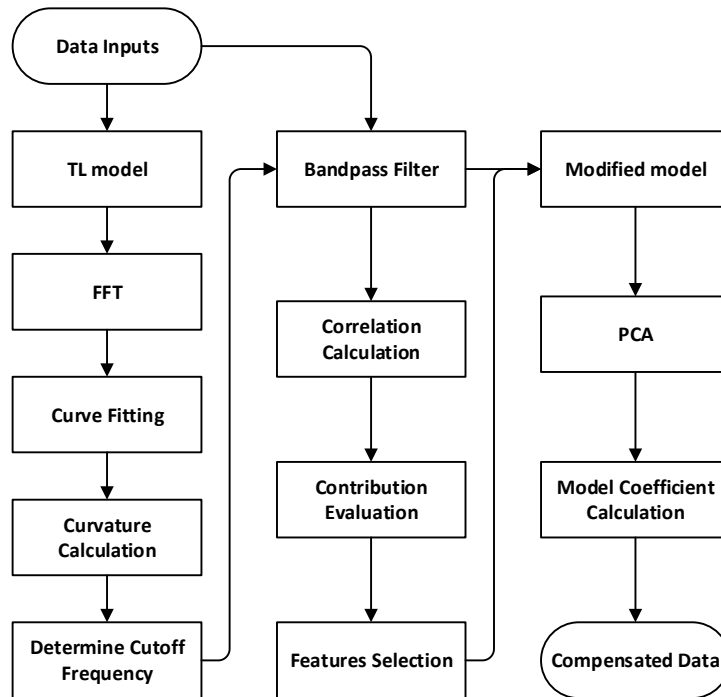 Data Inputs
TL model
FFT
Curve Fitting
Curvature
Calculation
Determine Cutoff
Frequency
Bandpass Filter
Correlation
Calculation
Contribution
Evaluation
Features Selection
Modified model
PCA
Model Coefficient
Calculation
Compensated Data